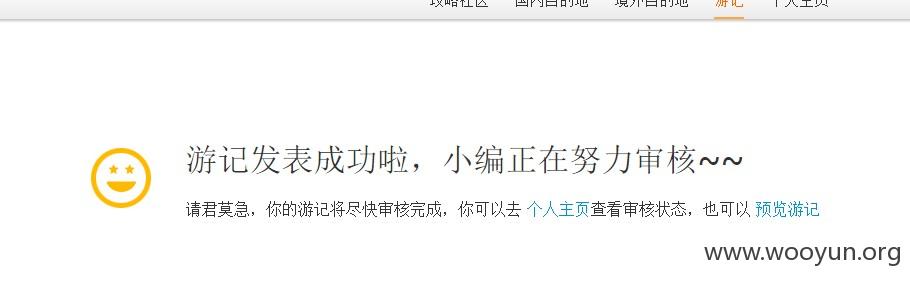 攻略社区 国内目的地 境外目的地 游记 个人主页
游记发表成功啦，小编正在努力审核~~
请君莫急，你的游记将尽快审核完成，你可以去 个人主页查看审核状态，也可以 预览游记
www.wooyun.org